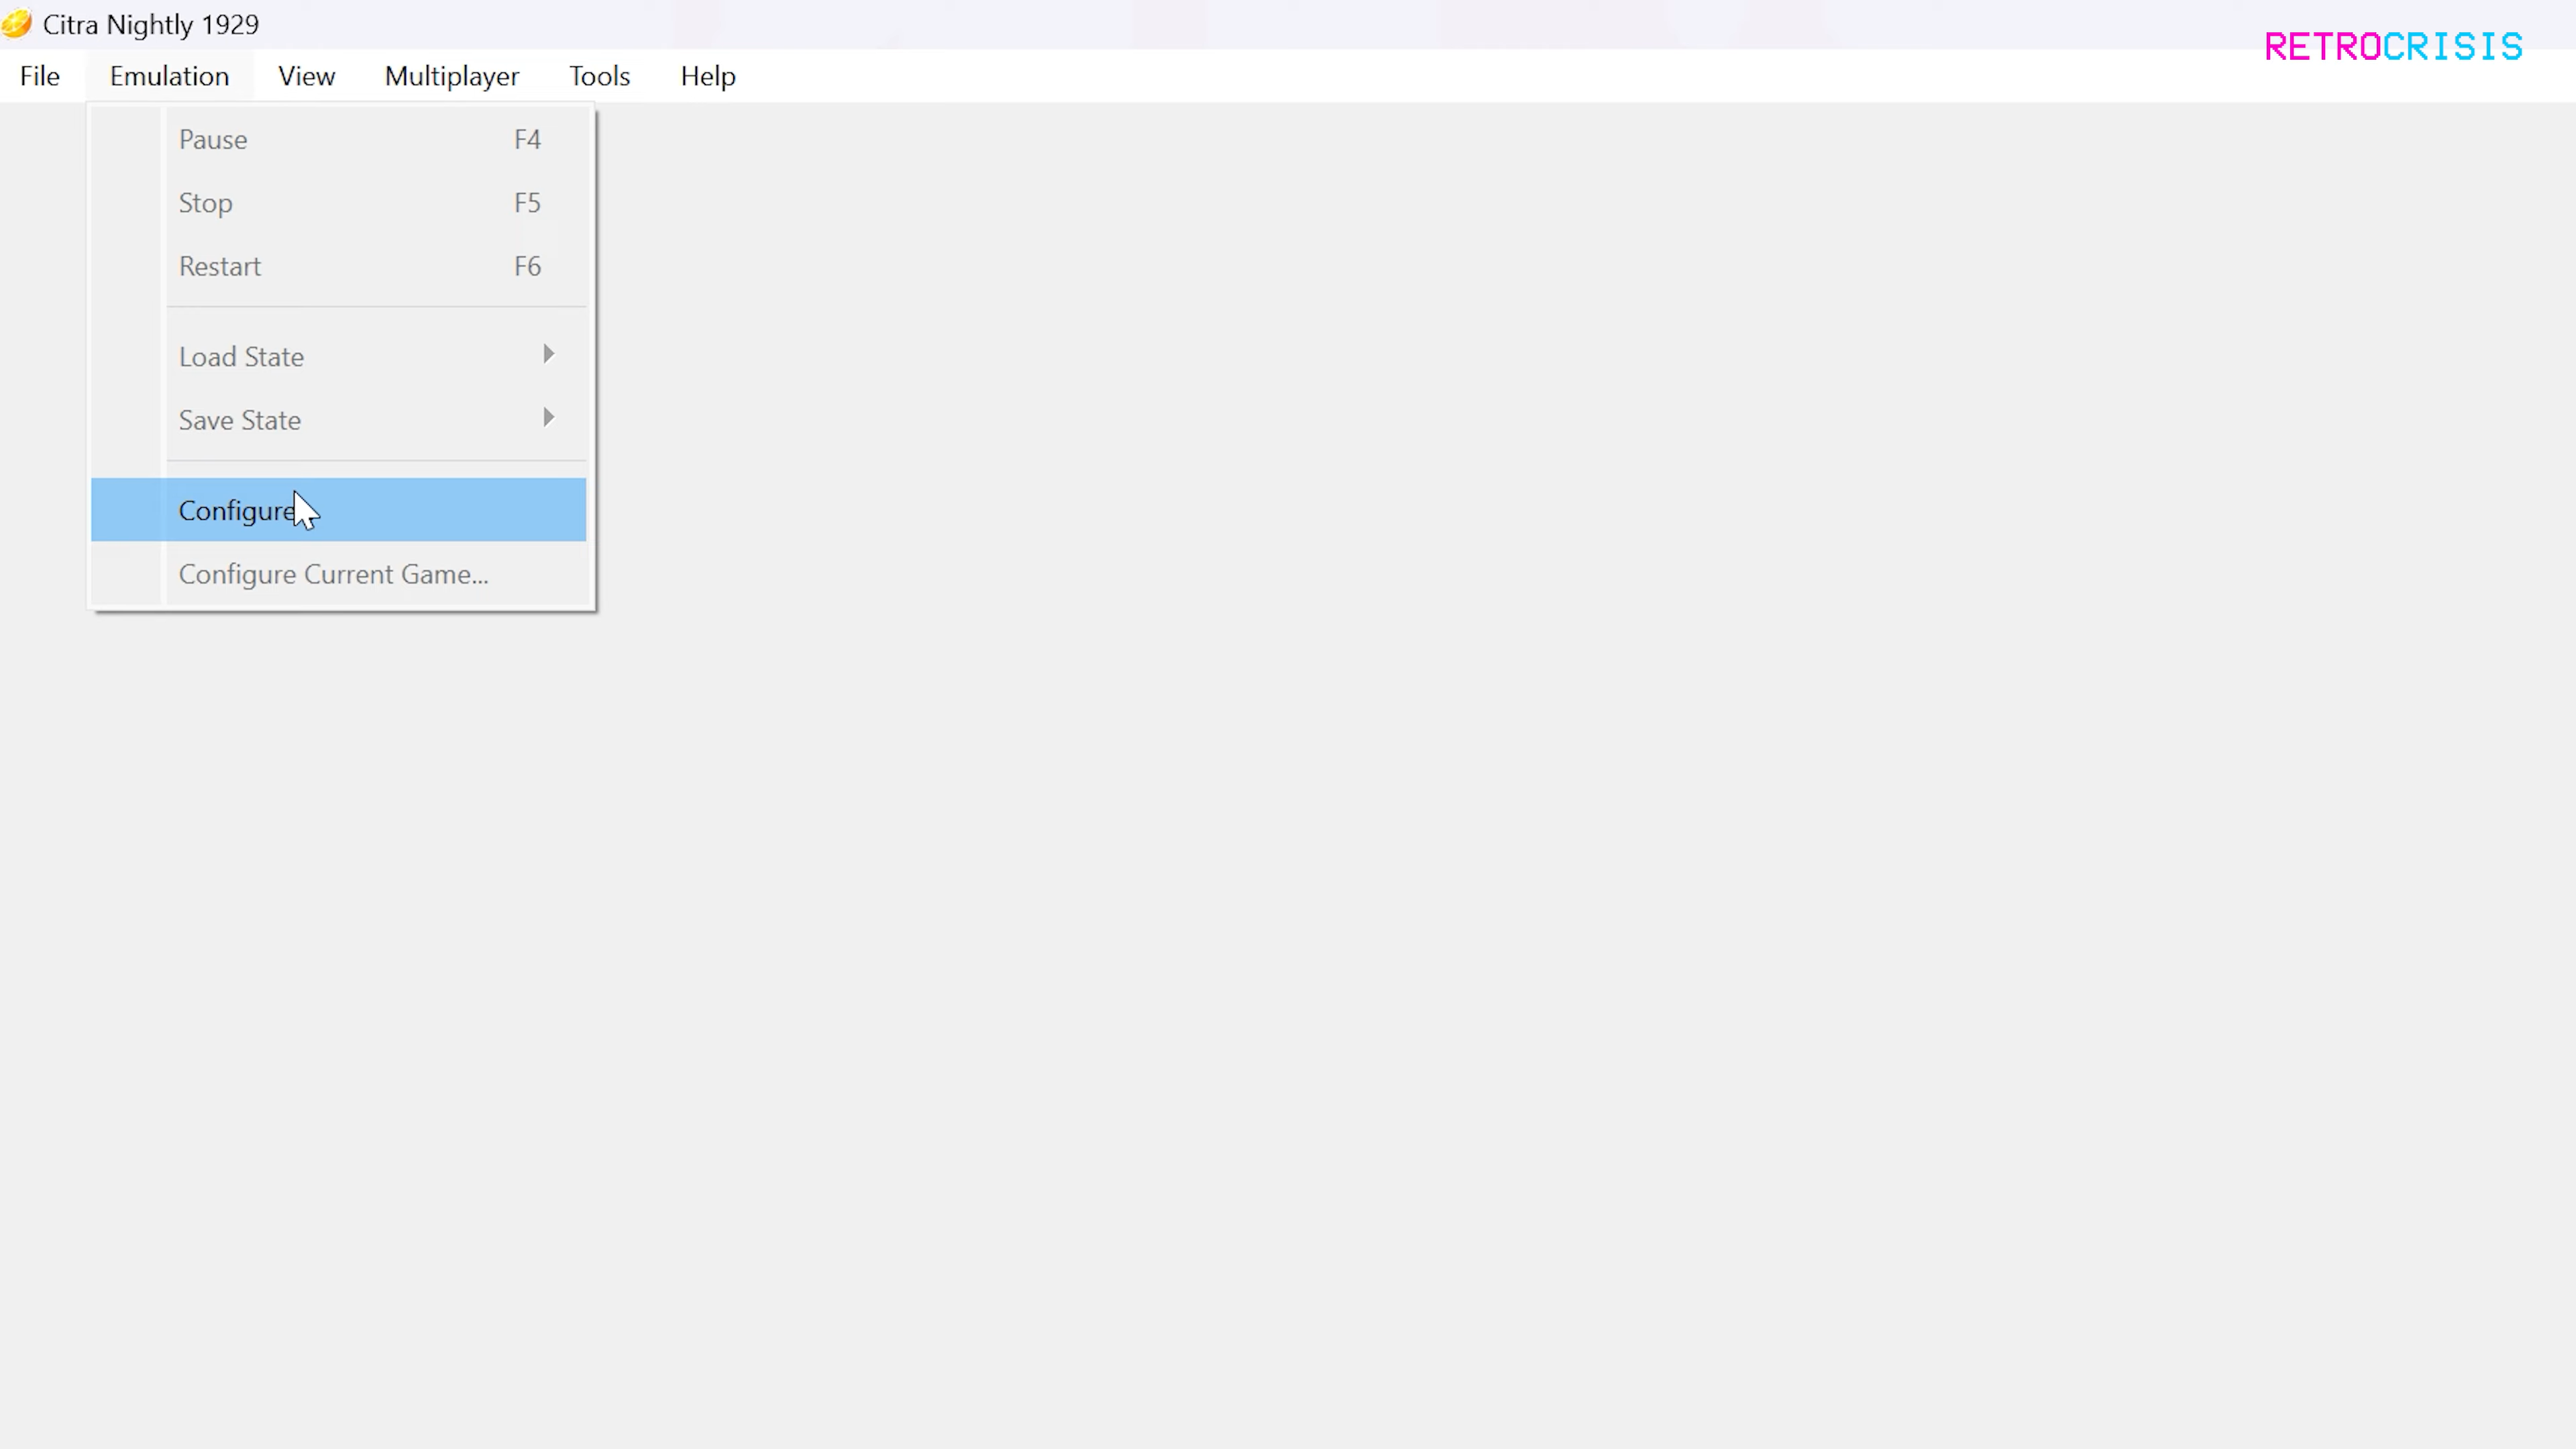 Citra Nightly 1929
RETROCRISIS
File Emulation View Multiplayer Tools Help
Pause F4
Stop F5
Restart F6
Load State
Save State
Configure
Configure Current Game...